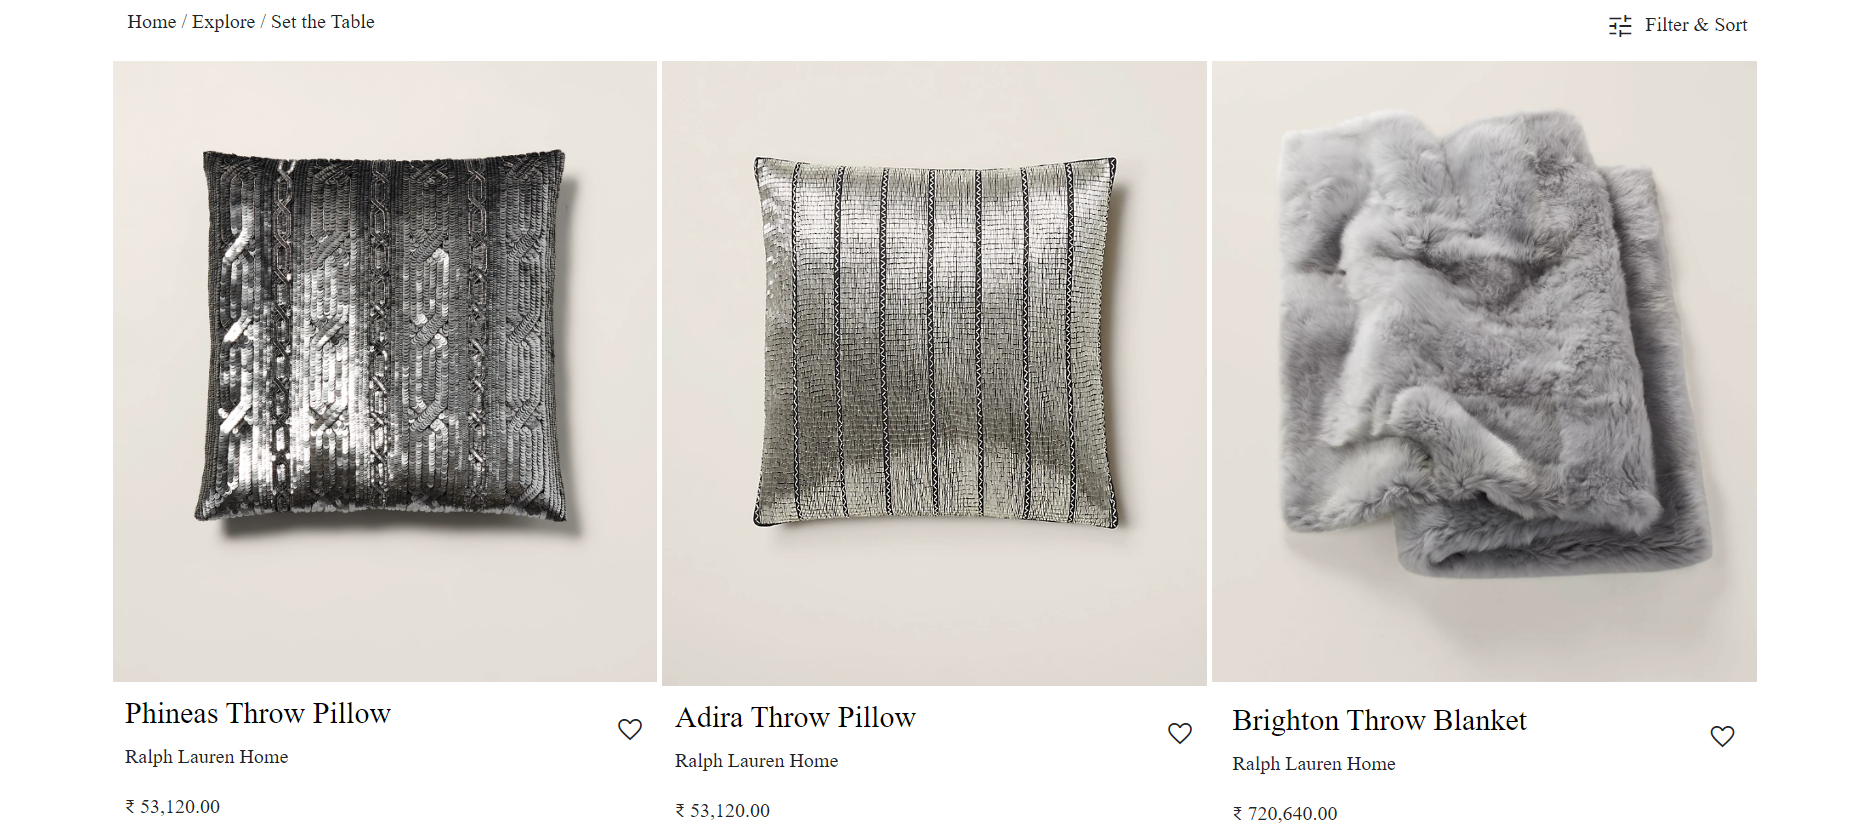 Home / Explore / Set the Table
Filter & Sort
Phineas Throw Pillow
Ralph Lauren Home
₹ 53,120.00
Adira Throw Pillow
Ralph Lauren Home
₹ 53,120.00
Brighton Throw Blanket
Ralph Lauren Home
₹ 720,640.00